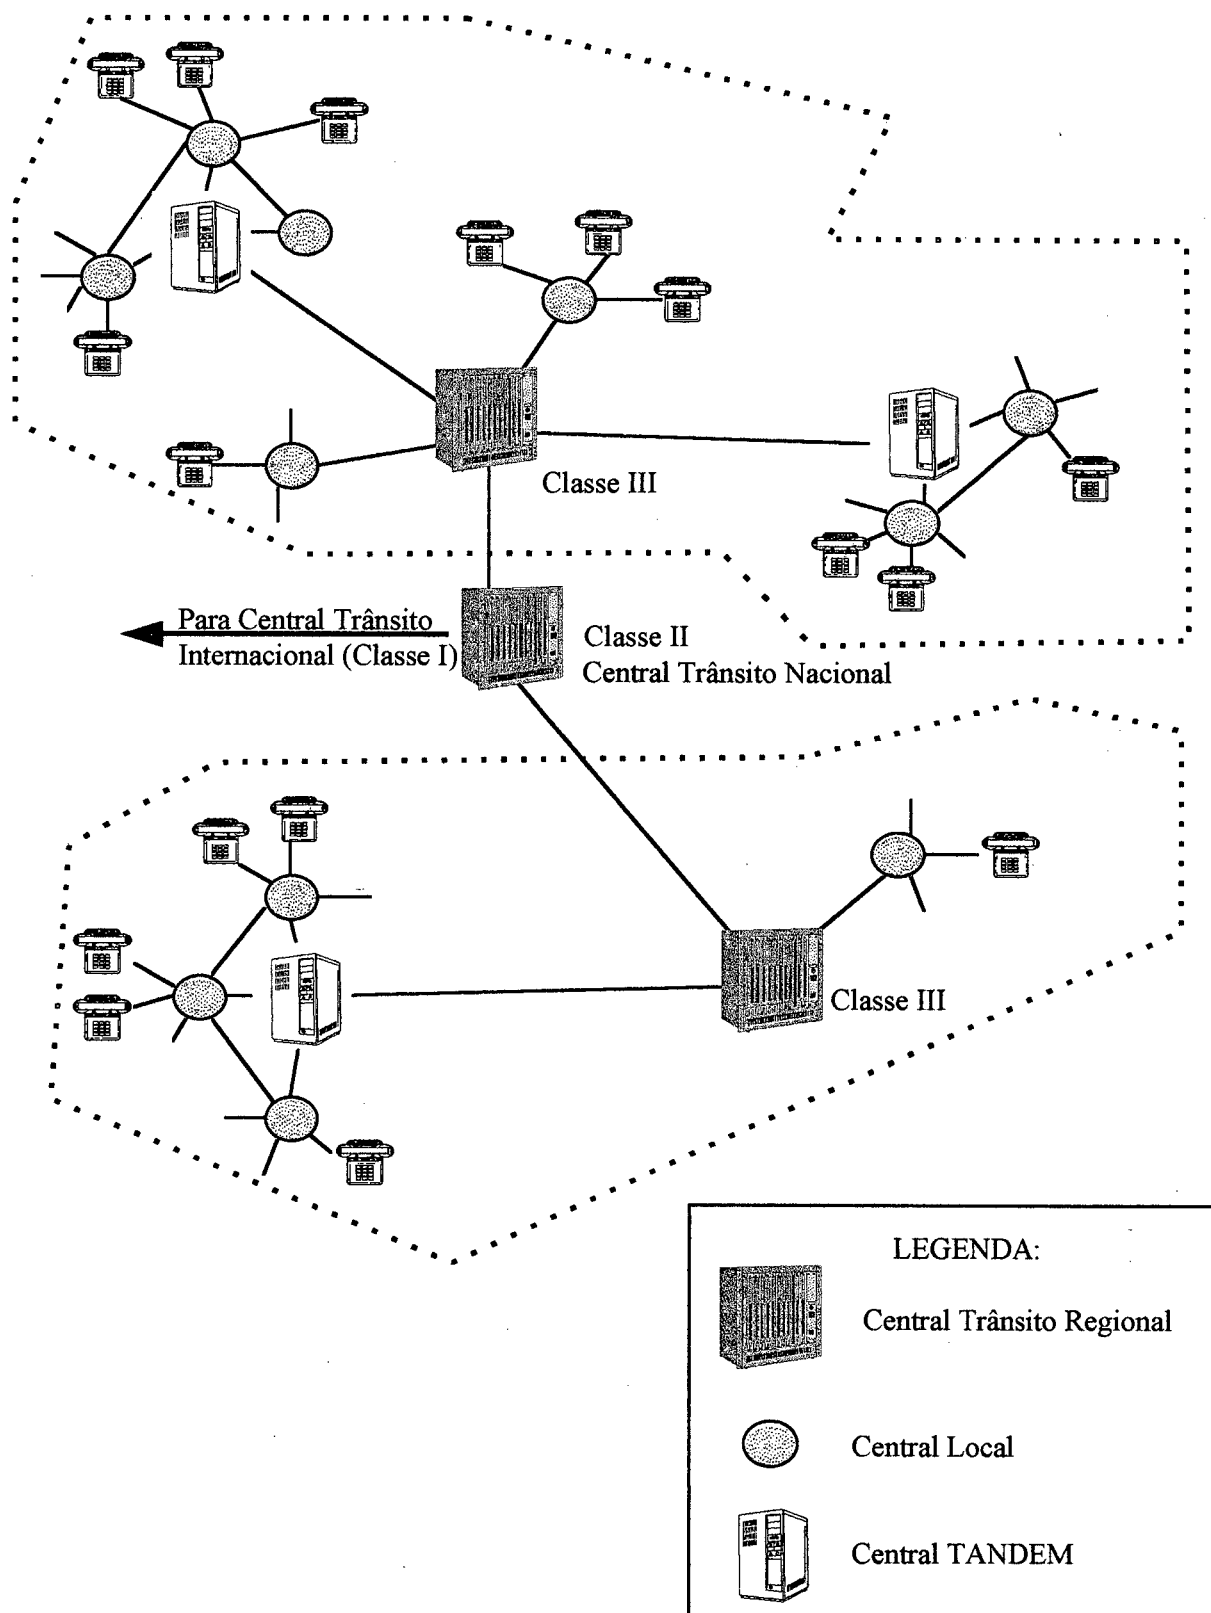 Classe III
Para Central Trânsito
Internacional (Classe I)
Classe II
Central Trânsito Nacional
Classe III
LEGENDA:
Central Trânsito Regional
Central Local
Central TANDEM